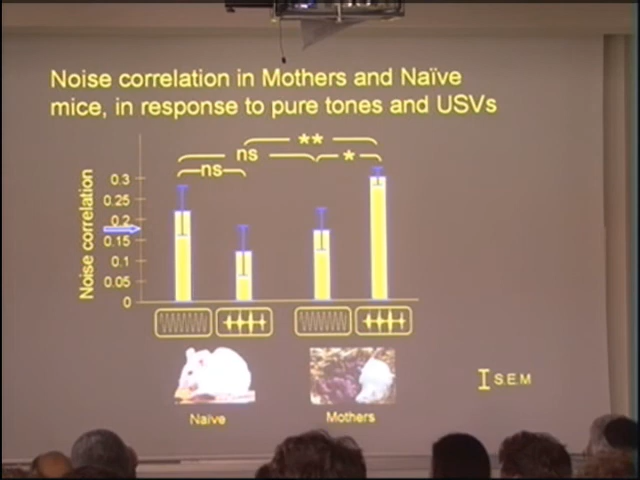 Noise correlation in Mothers and Naïve
mice, in response to pure tones and USVs
**
ns
*
ns
Noise correlation
0.3
0.25
0.2
0.15
0.1
0.05
0
Naïve
Mothers
S.E.M